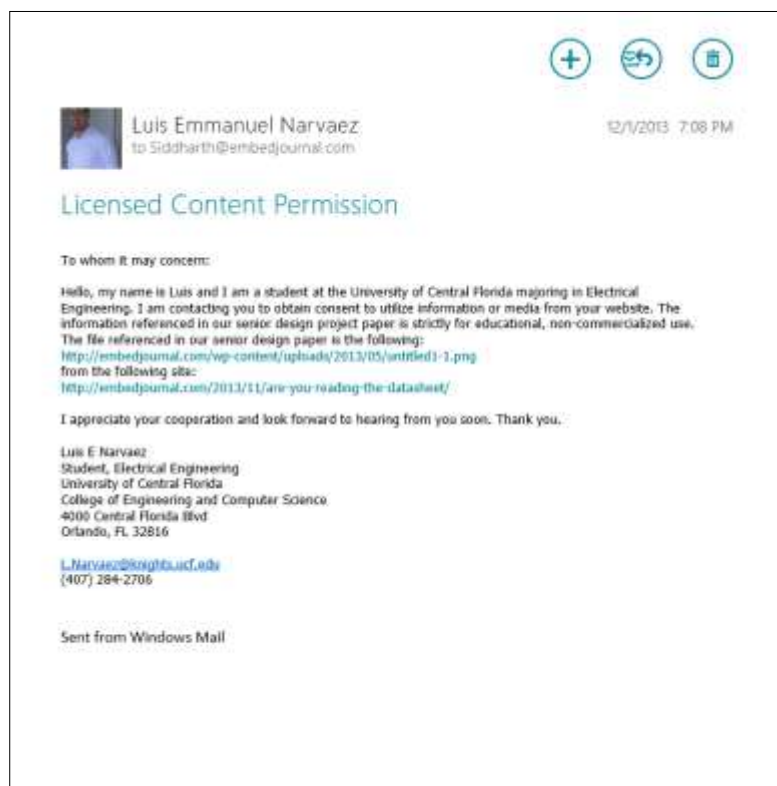 Luis Emmanuel Narvaez
12/1/2013 7:08 PM
to Siddharth@embedjournal.com
Licensed Content Permission
To whom it may concern:
Hello, my name is Luis and I am a student at the University of Central Florida majoring in Electrical
Engineering. I am contacting you to obtain consent to utilize information or media from your website. The
information referenced in our senior design project paper is strictly for educational, non-commercialized use.
The file referenced in our senior design paper is the following:
http://embedjournal.com/wp-content/uploads/2013/05/untitled1-1.png
from the following site:
http://embedjournal.com/2013/11/are-you-reading-the-datasheet/
I appreciate your cooperation and look forward to hearing from you soon. Thank you.
Luis E Narvaez
Student, Electrical Engineering
University of Central Florida
College of Engineering and Computer Science
4000 Central Florida Blvd
Orlando, FL 32816
L.Narvaez@knights.ucf.edu
(407) 284-2706
Sent from Windows Mail